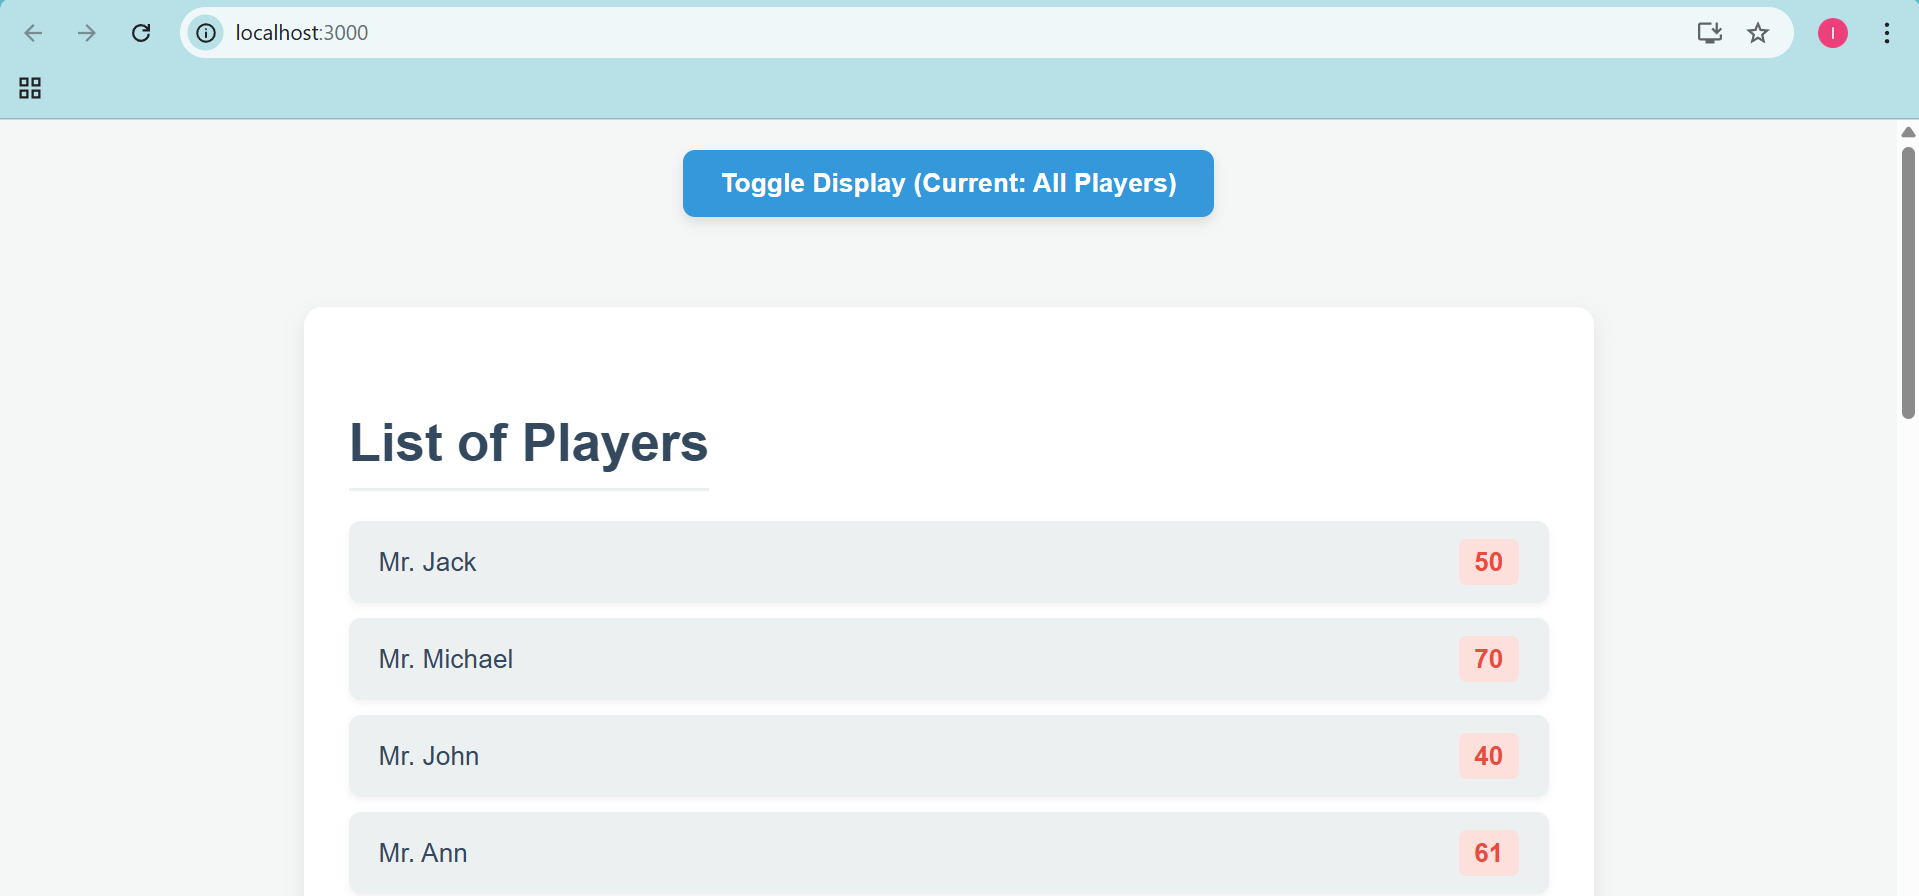 localhost:3000
I
Toggle Display (Current: All Players)
List of Players
Mr. Jack 50
Mr. Michael 70
Mr. John 40
Mr. Ann 61